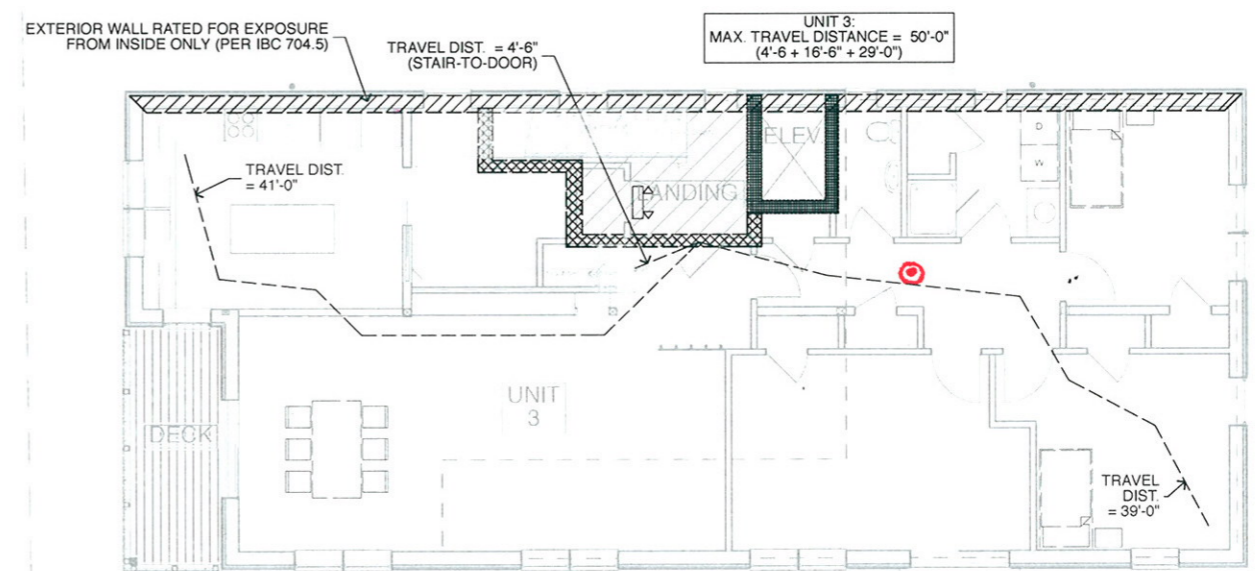 EXTERIOR WALL RATED FOR EXPOSURE
FROM INSIDE ONLY (PER IBC 704.5)
TRAVEL DIST. = 4'-6"
(STAIR-TO-DOOR)
UNIT 3:
MAX. TRAVEL DISTANCE = 50'-0"
(4'-6 + 16'-6" + 29'-0")
ELEV
D
W
TRAVEL DIST.
= 41'-0"
LANDING
UNIT
3
DECK
TRAVEL
DIST.
= 39'-0"